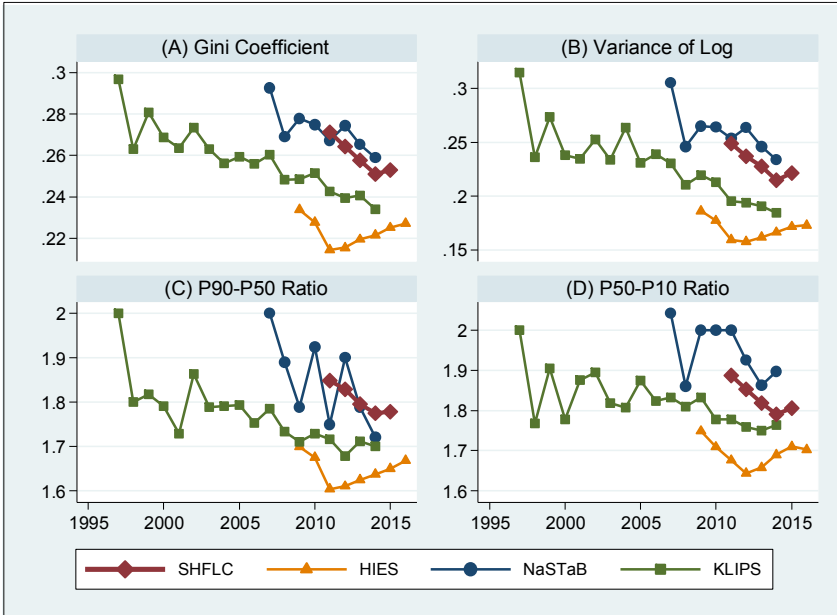 (A) Gini Coefficient
.3
.28
.26
.24
.22
(B) Variance of Log
.3
.25
.2
.15
(C) P90-P50 Ratio
2
1.9
1.8
1.7
1.6
1995 2000 2005 2010 2015
(D) P50-P10 Ratio
2
1.9
1.8
1.7
1.6
1995 2000 2005 2010 2015
SHFLC HIES NaSTaB KLIPS